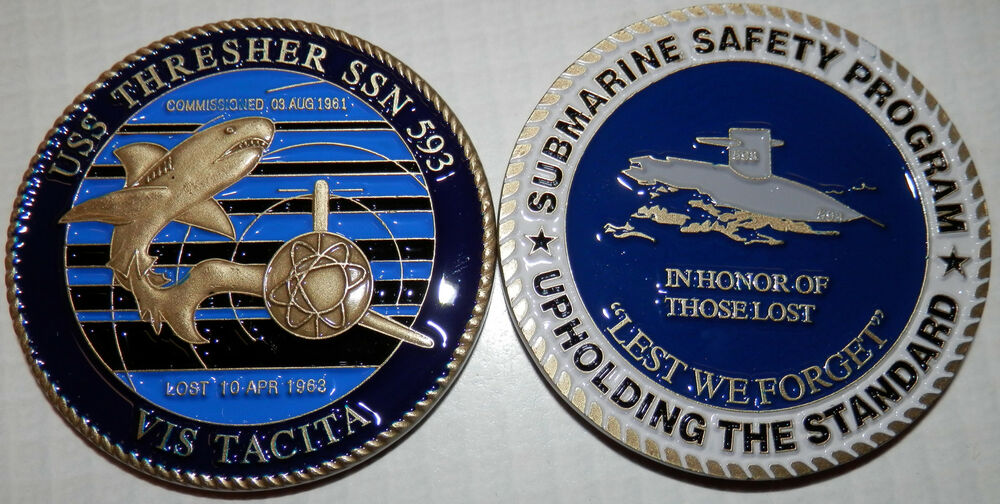 USS THRESHER SSN 593
COMMISSIONED 03 AUG 1961
LOST 10 APR 1963
VIS TACITA
SUBMARINE SAFETY PROGRAM
IN HONOR OF
THOSE LOST
"LEST WE FORGET"
UPHOLDING THE STANDARD